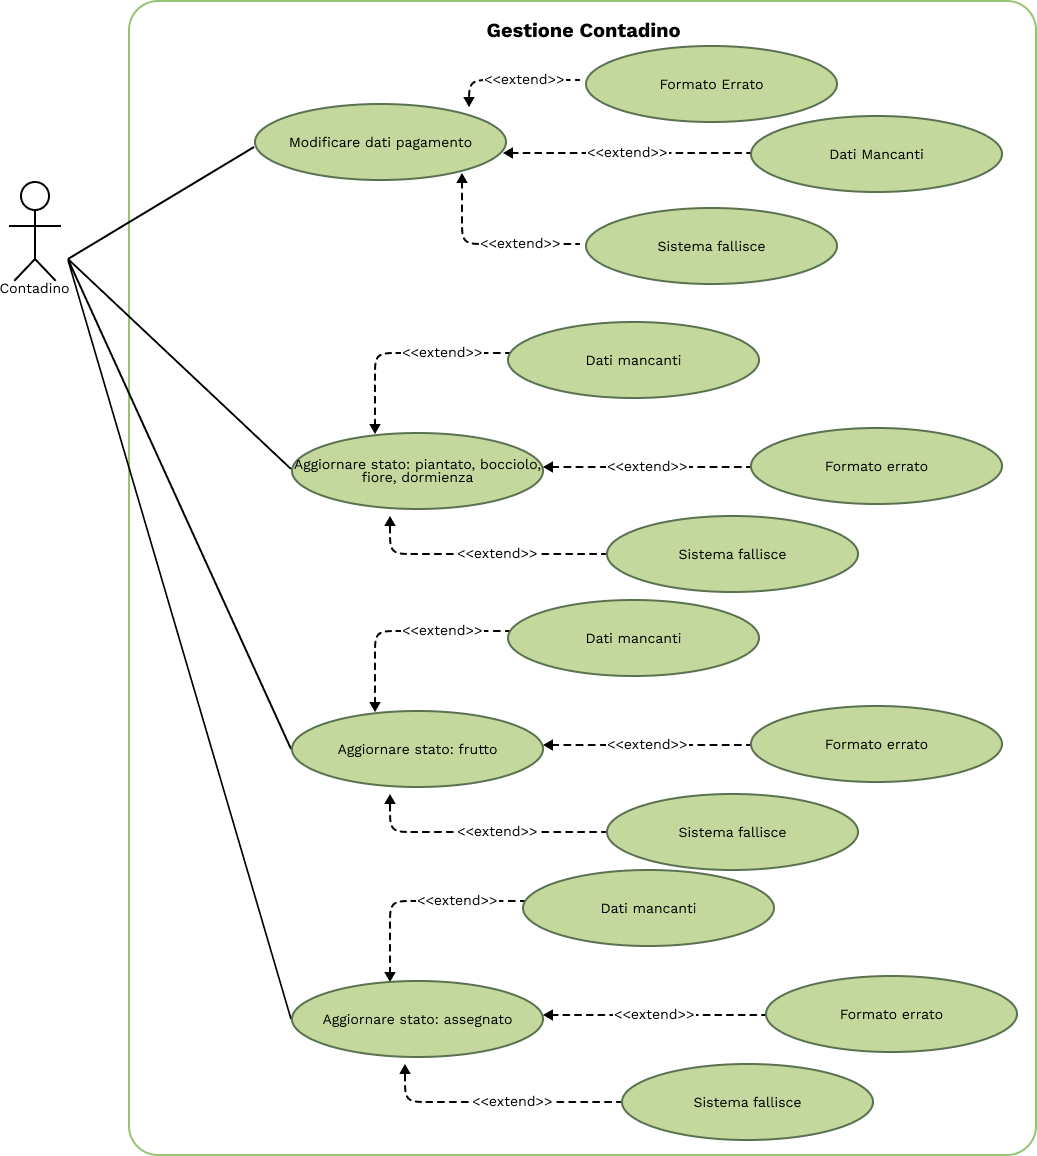 Gestione Contadino
<<extend>>
Formato Errato
Modificare dati pagamento
<<extend>>
Dati Mancanti
<<extend>>
Sistema fallisce
Contadino
<<extend>>
Dati mancanti
Aggiornare stato: piantato, bocciolo,
fiore, dormienza
<<extend>>
Formato errato
<<extend>>
Sistema fallisce
<<extend>>
Dati mancanti
Aggiornare stato: frutto
<<extend>>
Formato errato
<<extend>>
Sistema fallisce
<<extend>>
Dati mancanti
Aggiornare stato: assegnato
<<extend>>
Formato errato
<<extend>>
Sistema fallisce